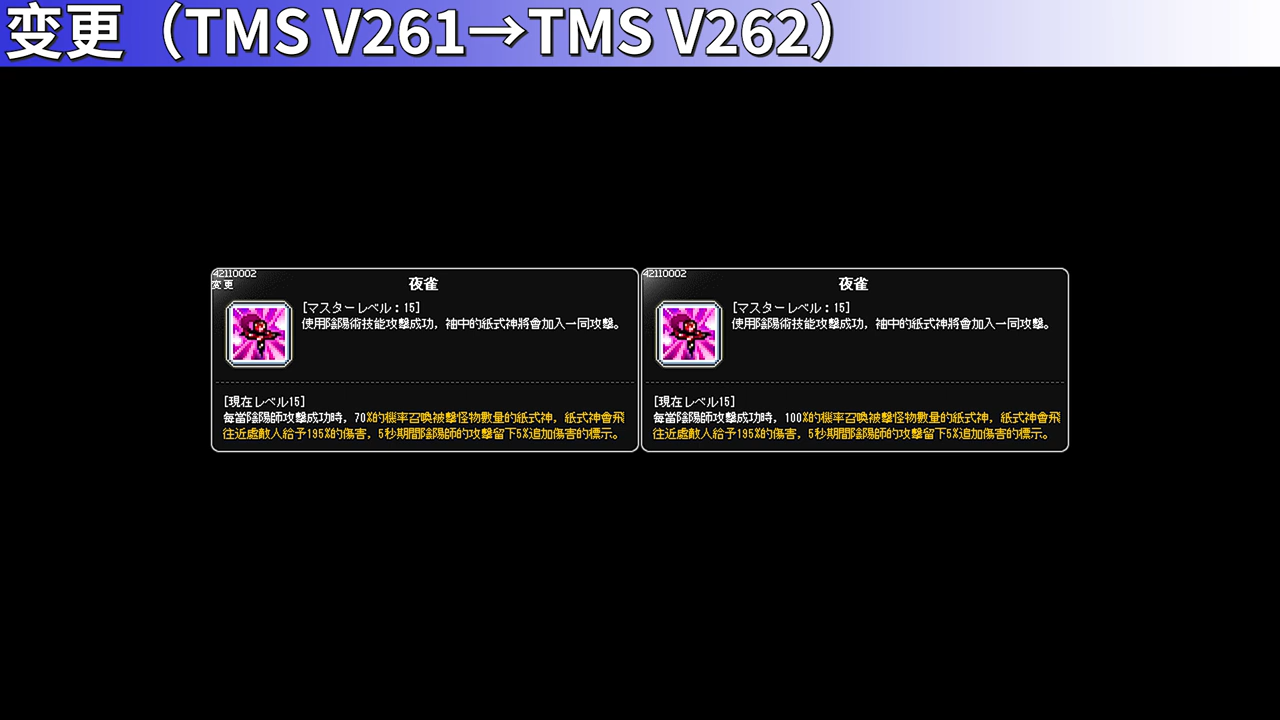 变更（TMS V261→TMS V262）
42110002
変更
夜雀
[マスターレベル：15]
使用陰陽術技能攻擊成功，袖中的紙式神將會加入一同攻擊。
[現在レベル15]
每當陰陽師攻擊成功時，70%的機率召喚被擊怪物數量的紙式神，紙式神會飛
往近處敵人給予195%的傷害，5秒期間陰陽師的攻擊留下5%追加傷害的標示。
42110002
夜雀
[マスターレベル：15]
使用陰陽術技能攻擊成功，袖中的紙式神將會加入一同攻擊。
[現在レベル15]
每當陰陽師攻擊成功時，100%的機率召喚被擊怪物數量的紙式神，紙式神會飛
往近處敵人給予195%的傷害，5秒期間陰陽師的攻擊留下5%追加傷害的標示。